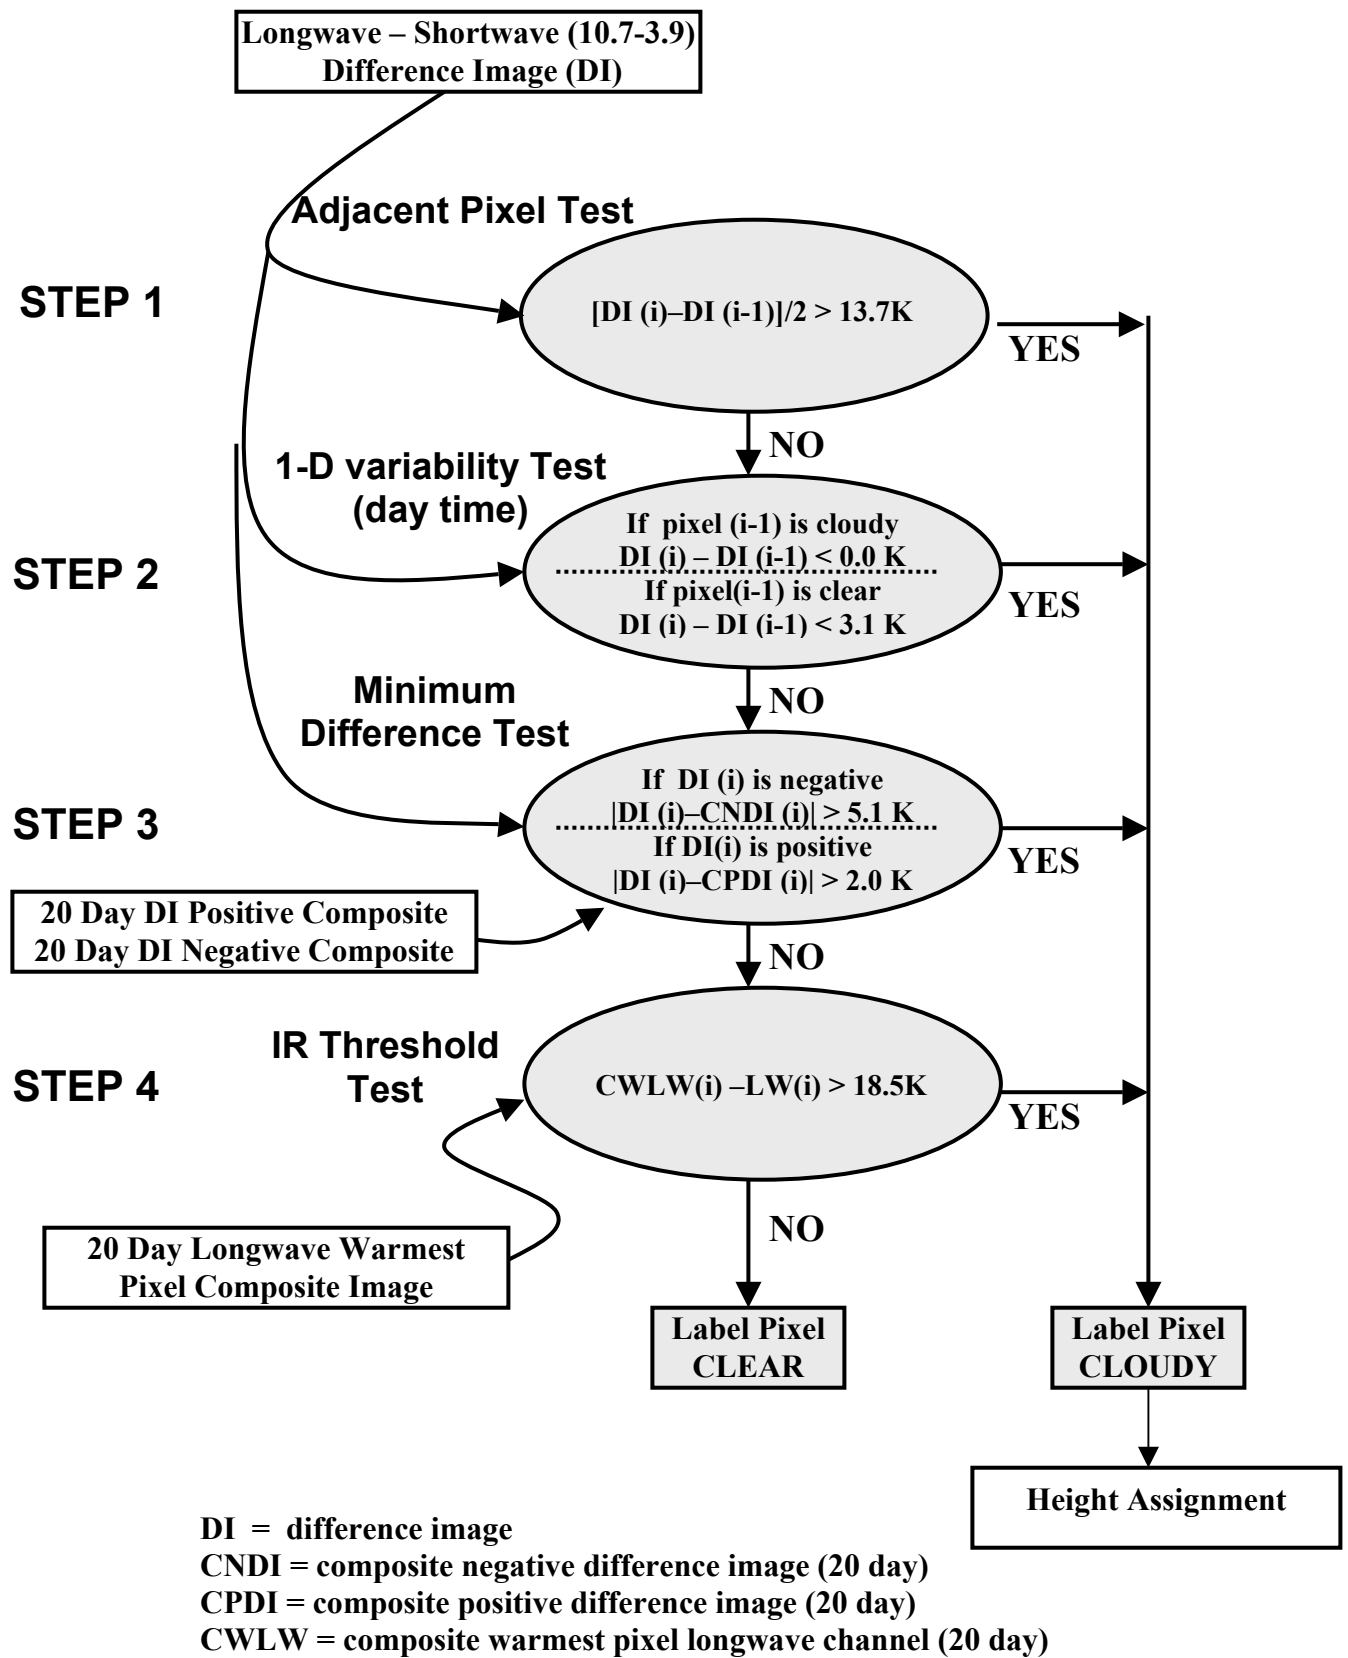 Longwave – Shortwave (10.7-3.9)
Difference Image (DI)
Adjacent Pixel Test
STEP 1
[DI (i)–DI (i-1)]/2 > 13.7K
YES
NO
1-D variability Test
(day time)
STEP 2
If pixel (i-1) is cloudy
DI (i) – DI (i-1) < 0.0 K
If pixel(i-1) is clear
DI (i) – DI (i-1) < 3.1 K
YES
NO
Minimum
Difference Test
STEP 3
If DI (i) is negative
|DI (i)–CNDI (i)| > 5.1 K
If DI(i) is positive
|DI (i)–CPDI (i)| > 2.0 K
YES
20 Day DI Positive Composite
20 Day DI Negative Composite
NO
IR Threshold
Test
STEP 4
CWLW(i) –LW(i) > 18.5K
YES
NO
20 Day Longwave Warmest
Pixel Composite Image
Label Pixel
CLEAR
Label Pixel
CLOUDY
Height Assignment
DI = difference image
CNDI = composite negative difference image (20 day)
CPDI = composite positive difference image (20 day)
CWLW = composite warmest pixel longwave channel (20 day)